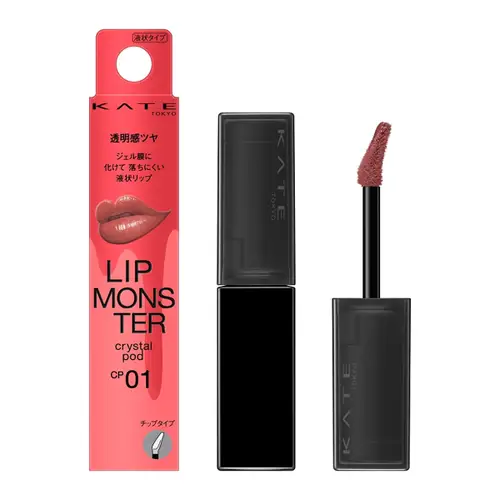 液状タイプ
KATE
TOKYO
透明感ツヤ
ジェル膜に
化けて 落ちにくい
液状リップ
LIP
MONS
TER
crystal
pod
CP 01
チップタイプ
KATE
TOKYO
KATE
TOKYO